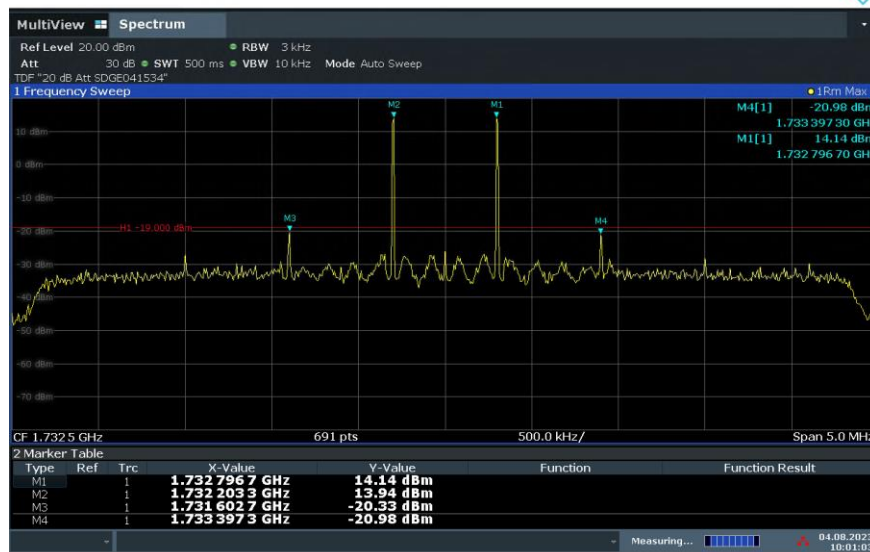 MultiView Spectrum
Ref Level 20.00 dBm RBW 3 kHz
Att 30 dB SWT 500 ms VBW 10 kHz Mode Auto Sweep
TDF "20 dB Att SDGE041534"
1 Frequency Sweep 1Rm Max
M2 M1 M4[1] -20.98 dBm
1.733 397 30 GH
10 dBm M1[1] 14.14 dBm
1.732 796 70 GH
0 dBm
-10 dBm
M3 M4
-20 dBm H1 -19.000 dBm
-30 dBm
-40 dBm
-50 dBm
-60 dBm
-70 dBm
CF 1.732 5 GHz 691 pts 500.0 kHz/ Span 5.0 MHz
2 Marker Table
Type Ref Trc X-Value Y-Value Function Function Result
M1 1 1.732 796 7 GHz 14.14 dBm
M2 1 1.732 203 3 GHz 13.94 dBm
M3 1 1.731 602 7 GHz -20.33 dBm
M4 1 1.733 397 3 GHz -20.98 dBm
Measuring... 04.08.2023
10:01:03